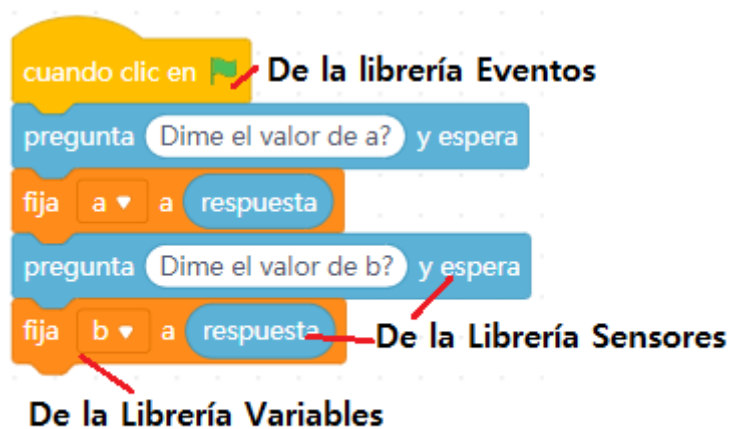 cuando clic en De la librería Eventos
pregunta Dime el valor de a? y espera
fija a a respuesta
pregunta Dime el valor de b? y espera
fija b a respuesta De la Librería Sensores
De la Librería Variables